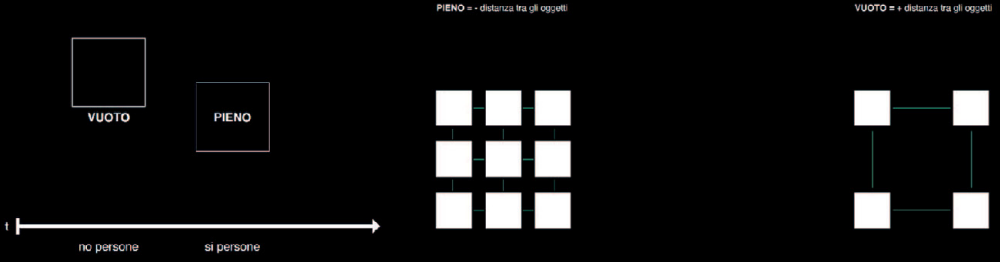 PIENO = - distanza tra gli oggetti
VUOTO = + distanza tra gli oggetti
VUOTO
PIENO
t
no persone
si persone